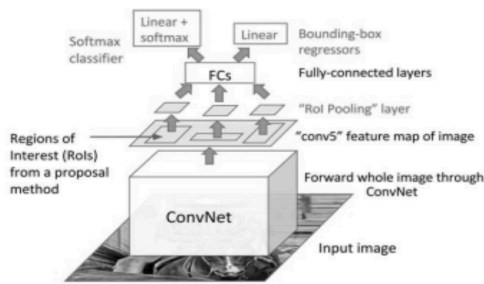 Linear +
softmax
Linear
Softmax
classifier
Bounding-box
regressors
FCs
Fully-connected layers
"RoI Pooling" layer
"conv5" feature map of image
Regions of
Interest (RoIs)
from a proposal
method
Forward whole image through
ConvNet
ConvNet
Input image